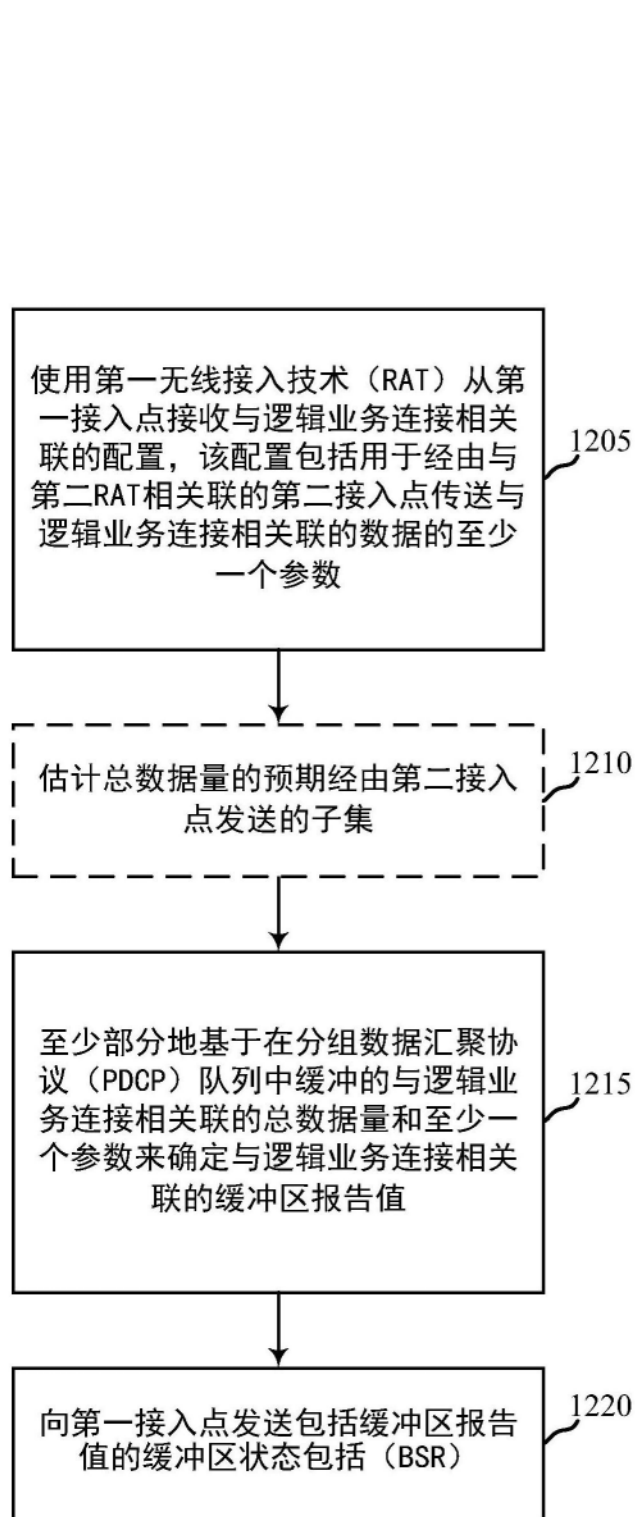 使用第一无线接入技术（RAT）从第
一接入点接收与逻辑业务连接相关
联的配置，该配置包括用于经由与
第二RAT相关联的第二接入点传送与
逻辑业务连接相关联的数据的至少
一个参数
1205
估计总数据量的预期经由第二接入
点发送的子集
1210
至少部分地基于在分组数据汇聚协
议（PDCP）队列中缓冲的与逻辑业
务连接相关联的总数据量和至少一
个参数来确定与逻辑业务连接相关
联的缓冲区报告值
1215
向第一接入点发送包括缓冲区报告
值的缓冲区状态包括（BSR）
1220